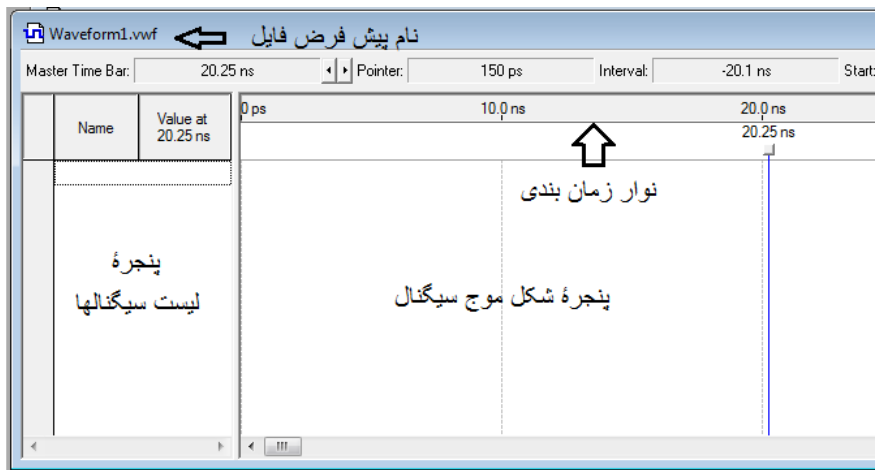 Waveform1.vwf نام پیش فرض فایل
Master Time Bar: 20.25 ns Pointer: 150 ps Interval: -20.1 ns Start:
Name Value at 20.25 ns 0 ps 10.0 ns 20.0 ns
20.25 ns
نوار زمان بندی
پنجرهٔ
لیست سیگنالها
پنجرهٔ شکل موج سیگنال